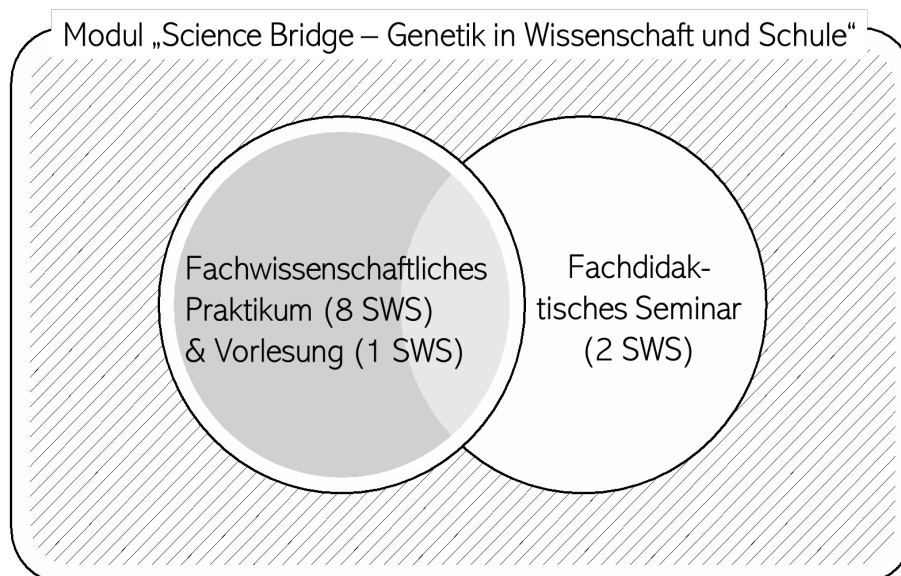 Modul „Science Bridge – Genetik in Wissenschaft und Schule“
Fachwissenschaftliches
Praktikum (8 SWS)
& Vorlesung (1 SWS)
Fachdidak-
tisches Seminar
(2 SWS)